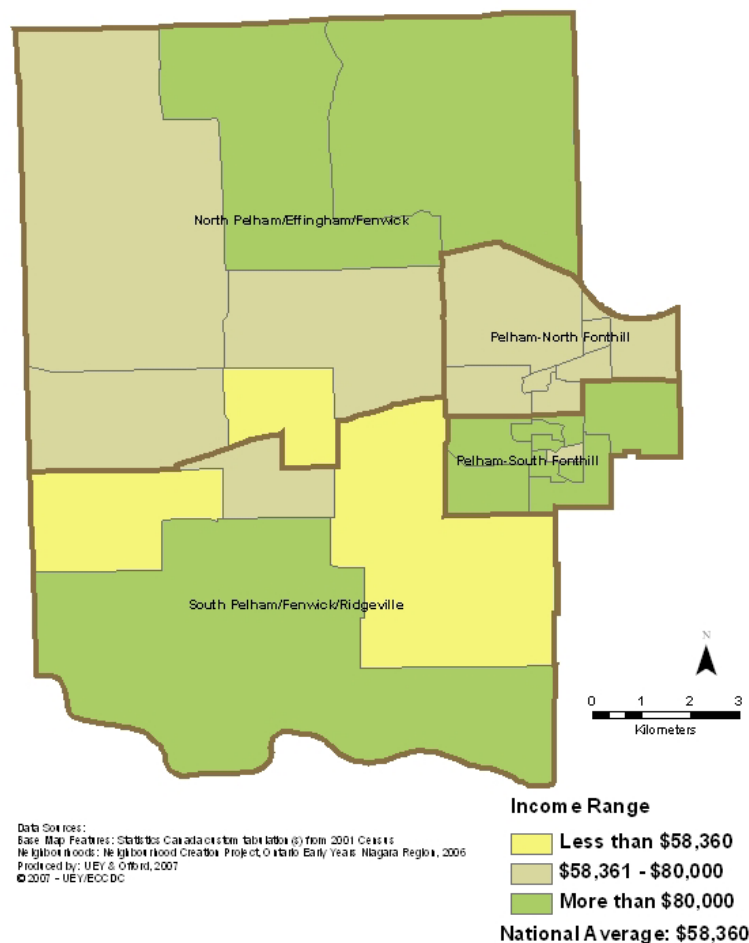 North Pelham/Effingham/Fenwick
Pelham-North Fonthill
Pelham-South Fonthill
South Pelham/Fenwick/Ridgeville
N
0 1 2 3
Kilometers
Income Range
Less than $58,360
$58,361 - $80,000
More than $80,000
National Average: $58,360
Data Sources:
Base Map Features: Statistics Canada custom tabulation(s) from 2001 Census
Neighbourhoods: Neighbourhood Creation Project, Ontario Early Years Niagara Region, 2006
Produced by: UEY & Offord, 2007
© 2007 - UEY/ECCDC